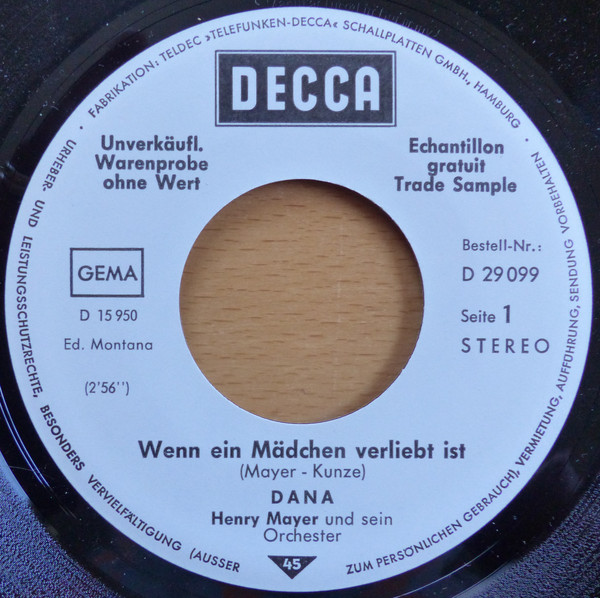 · FABRIKATION: TELDEC »TELEFUNKEN-DECCA« SCHALLPLATTEN GMBH., HAMBURG ·
URHEBER- UND LEISTUNGSSCHUTZRECHTE, BESONDERS VERVIELFÄLTIGUNG (AUSSER
ZUM PERSÖNLICHEN GEBRAUCH), VERMIETUNG, AUFFÜHRUNG, SENDUNG VORBEHALTEN
DECCA
Unverkäufl.
Warenprobe
ohne Wert
Echantillon
gratuit
Trade Sample
GEMA
D 15 950
Ed. Montana
(2'56'')
Bestell-Nr.:
D 29 099
Seite 1
STEREO
Wenn ein Mädchen verliebt ist
(Mayer - Kunze)
DANA
Henry Mayer und sein
Orchester
45